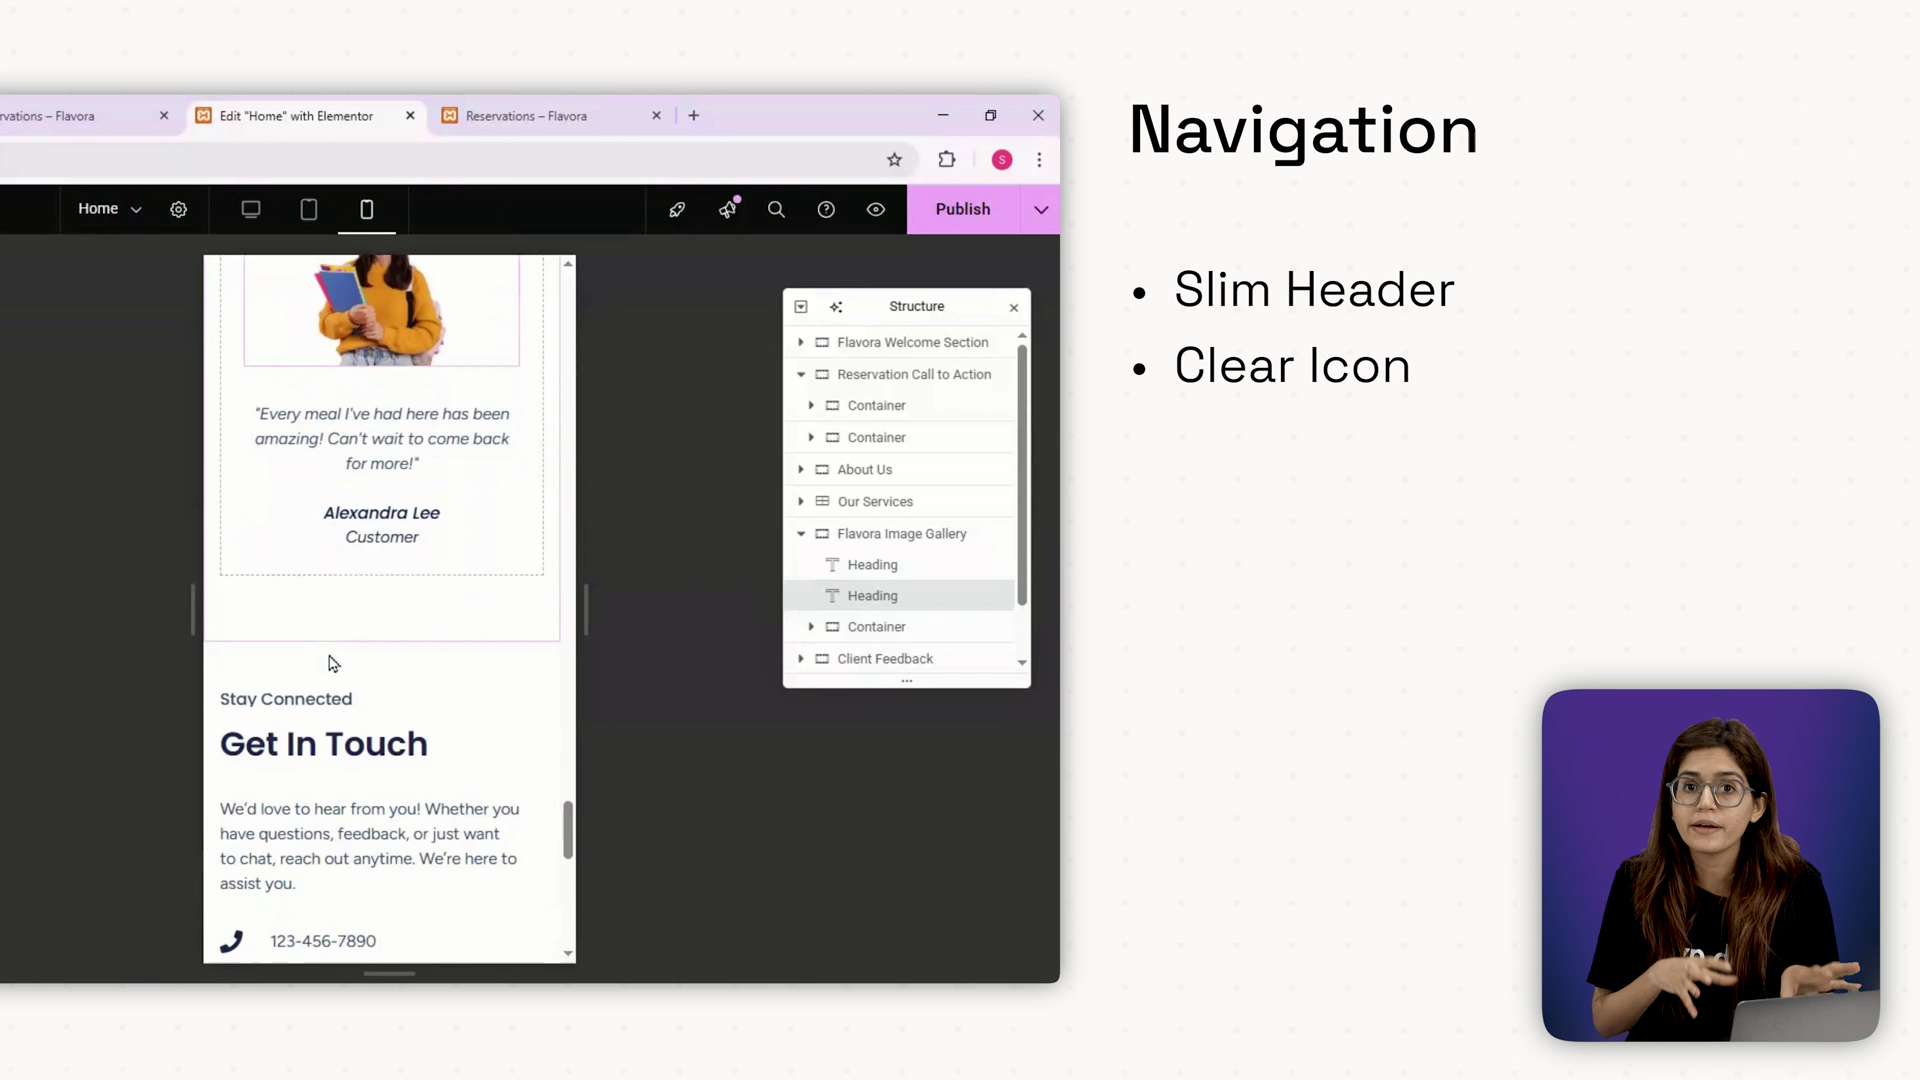 rvations – Flavora
Edit "Home" with Elementor
Reservations – Flavora
S
Home
Publish
"Every meal I've had here has been
amazing! Can't wait to come back
for more!"
Alexandra Lee
Customer
Stay Connected
Get In Touch
We'd love to hear from you! Whether you
have questions, feedback, or just want
to chat, reach out anytime. We're here to
assist you.
123-456-7890
Structure
Flavora Welcome Section
Reservation Call to Action
Container
Container
About Us
Our Services
Flavora Image Gallery
Heading
Heading
Container
Client Feedback
Navigation
• Slim Header
• Clear Icon